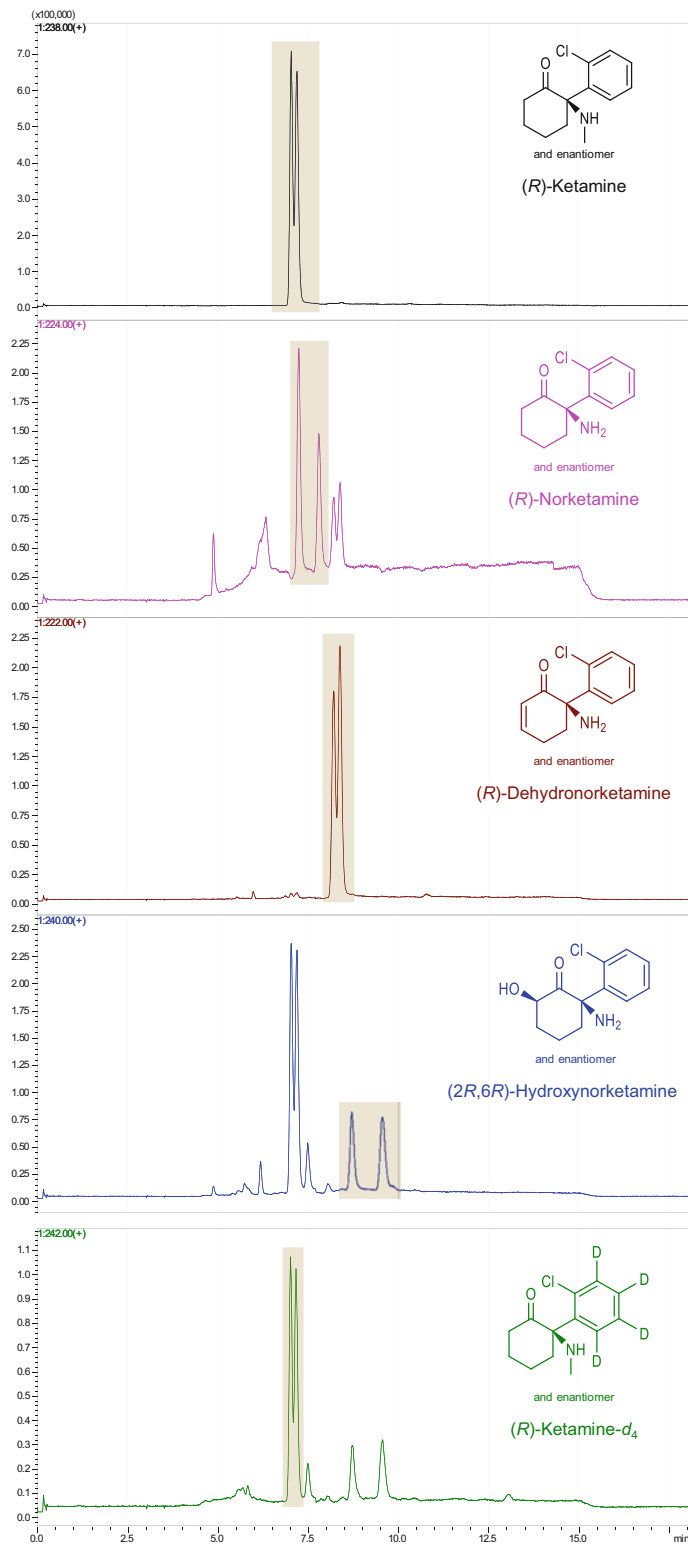 (x100,000)
1:238.00(+)
7.0
6.0
5.0
4.0
3.0
2.0
1.0
0.0
Cl
O
NH
and enantiomer
(R)-Ketamine
1:224.00(+)
2.25
2.00
1.75
1.50
1.25
1.00
0.75
0.50
0.25
0.00
Cl
O
NH2
and enantiomer
(R)-Norketamine
1:222.00(+)
2.25
2.00
1.75
1.50
1.25
1.00
0.75
0.50
0.25
0.00
Cl
O
NH2
and enantiomer
(R)-Dehydronorketamine
1:240.00(+)
2.50
2.25
2.00
1.75
1.50
1.25
1.00
0.75
0.50
0.25
0.00
Cl
O
HO
NH2
and enantiomer
(2R,6R)-Hydroxynorketamine
1:242.00(+)
1.1
1.0
0.9
0.8
0.7
0.6
0.5
0.4
0.3
0.2
0.1
0.0
D
Cl
D
O
NH
D
D
and enantiomer
(R)-Ketamine-d4
0.0 2.5 5.0 7.5 10.0 12.5 15.0 min